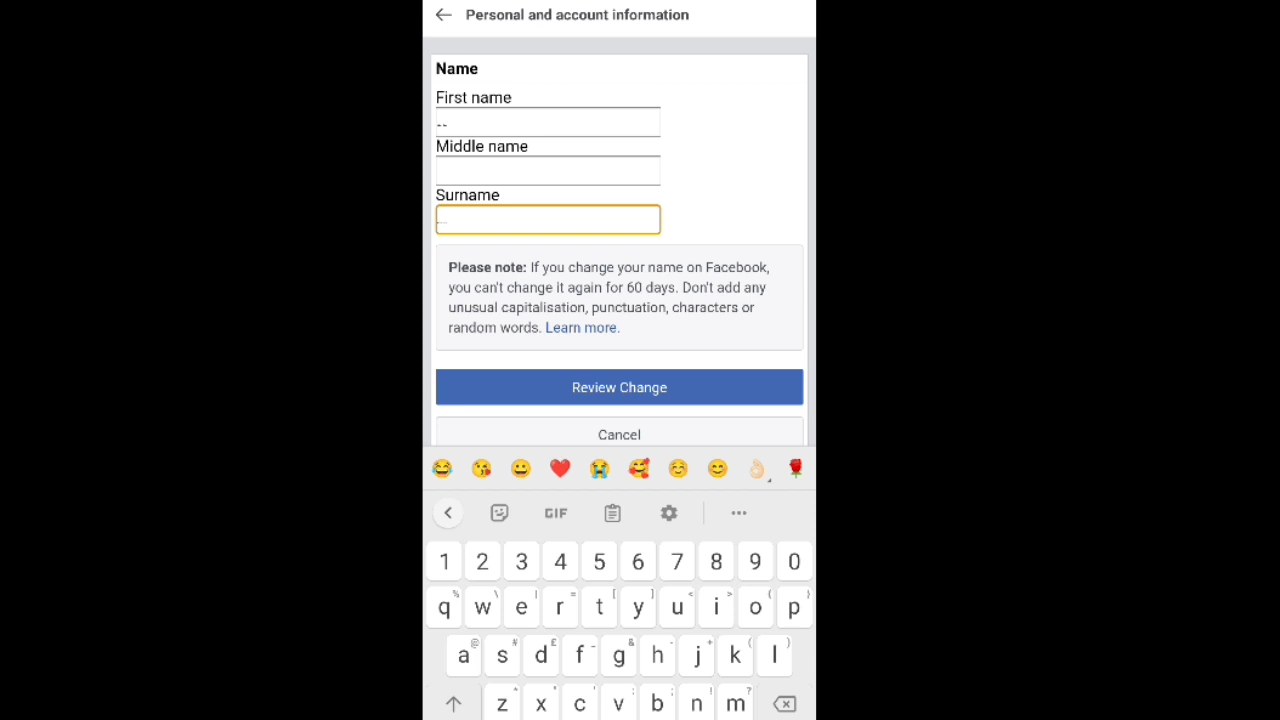 Personal and account information
Name
First name
--
Middle name
Surname
Please note: If you change your name on Facebook,
you can't change it again for 60 days. Don't add any
unusual capitalisation, punctuation, characters or
random words. Learn more.
Review Change
Cancel
GIF
1 2 3 4 5 6 7 8 9 0
q w e r t y u i o p
a s d f g h j k l
z x c v b n m